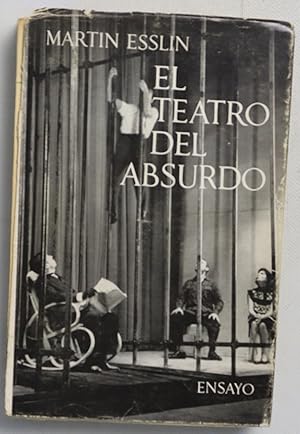 MARTIN ESSLIN
EL
TEATRO
DEL
ABSURDO
ENSAYO